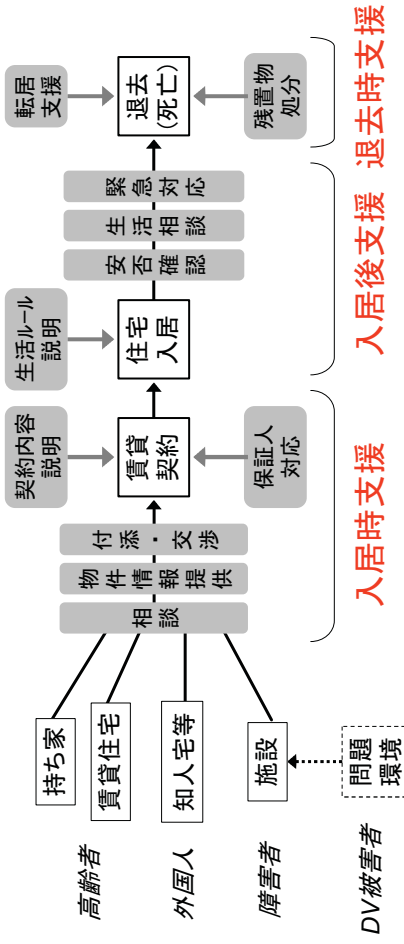 高齢者
外国人
障害者
DV被害者
持ち家
賃貸住宅
知人宅等
施設
問題
環境
相談
物件情報提供
付添・交渉
契約内容
説明
賃貸
契約
保証人
対応
生活ルール
説明
住宅
入居
安否確認
生活相談
緊急対応
転居
支援
退去
(死亡)
残置物
処分
入居時支援
入居後支援
退去時支援